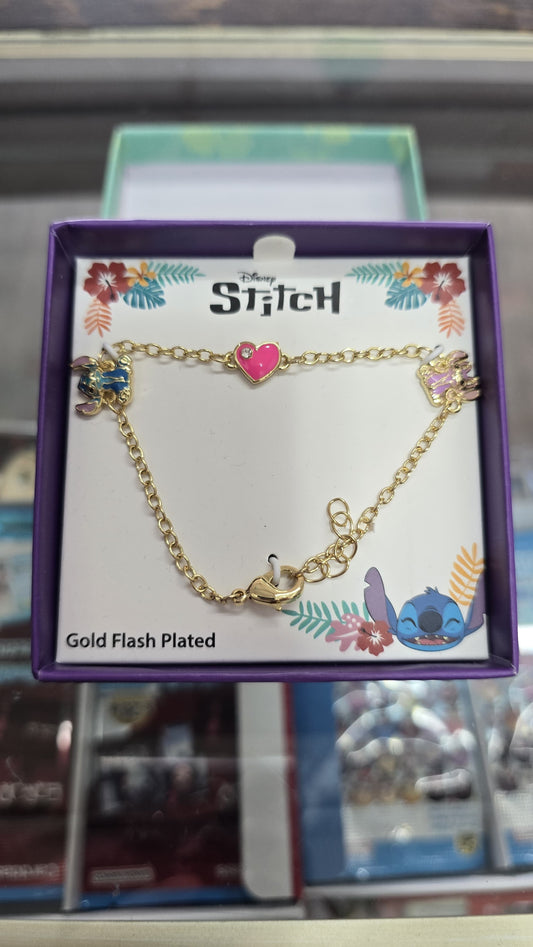 Disney
Stitch
Gold Flash Plated